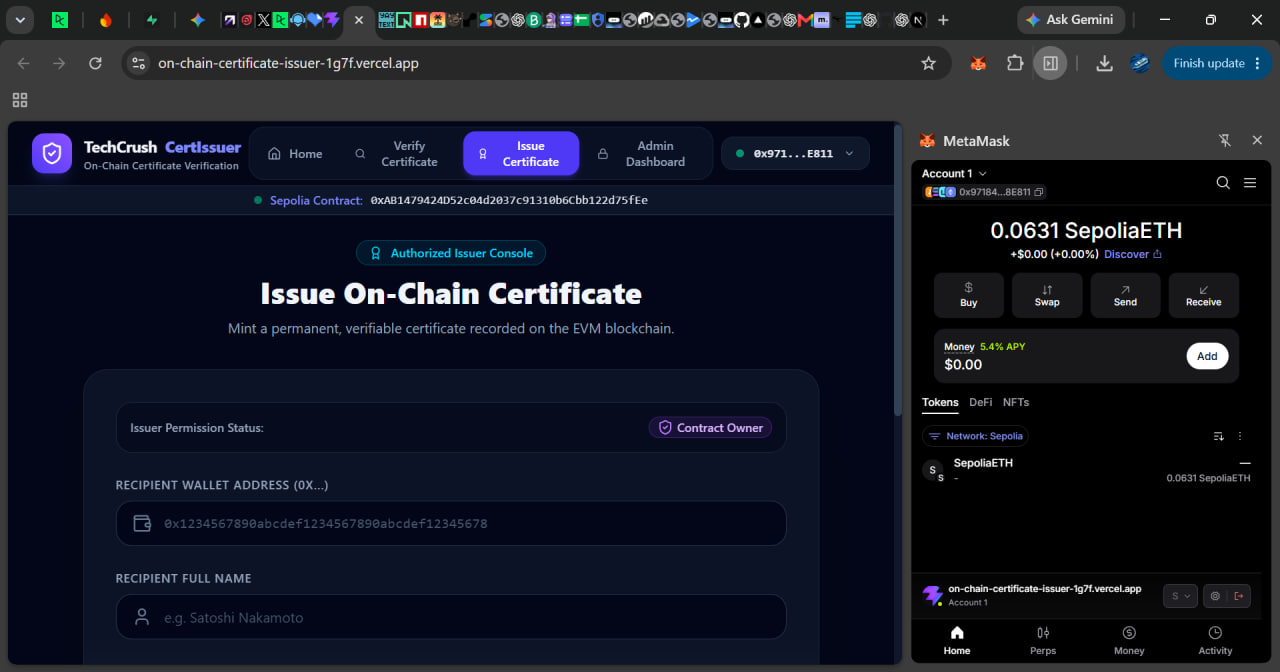 Ask Gemini
on-chain-certificate-issuer-1g7f.vercel.app
Finish update
TechCrush CertIssuer
On-Chain Certificate Verification
Home
Verify
Certificate
Issue
Certificate
Admin
Dashboard
0x971...E811
Sepolia Contract: 0xAB1479424D52c04d2037c91310b6Cbb122d75fEe
Authorized Issuer Console
Issue On-Chain Certificate
Mint a permanent, verifiable certificate recorded on the EVM blockchain.
Issuer Permission Status:
Contract Owner
RECIPIENT WALLET ADDRESS (0X...)
0x1234567890abcdef1234567890abcdef12345678
RECIPIENT FULL NAME
e.g. Satoshi Nakamoto
MetaMask
Account 1
0x97184...8E811
0.0631 SepoliaETH
+$0.00 (+0.00%) Discover
Buy
Swap
Send
Receive
Money 5.4% APY
$0.00
Add
Tokens DeFi NFTs
Network: Sepolia
S
S
SepoliaETH
—
-
0.0631 SepoliaETH
on-chain-certificate-issuer-1g7f.vercel.app
Account 1
S
Home
Perps
Money
Activity